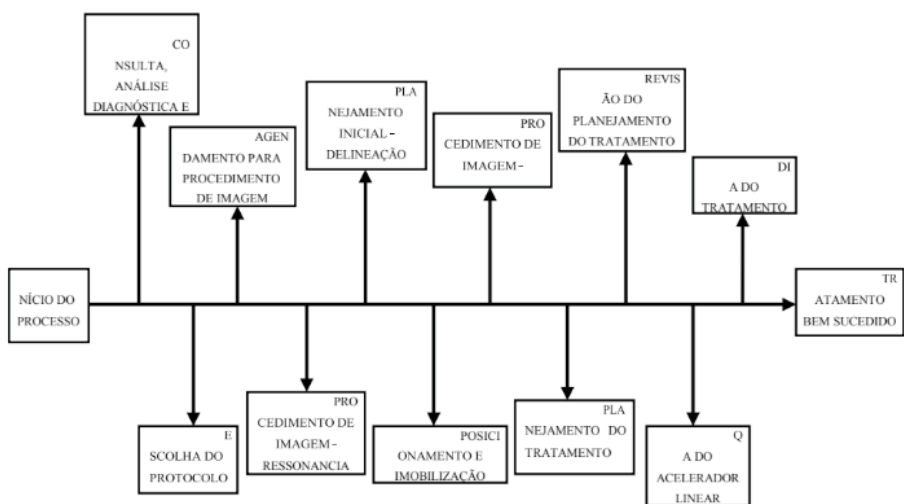 CO
NSULTA,
ANÁLISE
DIAGNÓSTICA E
AGEN
DAMENTO PARA
PROCEDIMENTO
DE IMAGEM
PLA
NEJAMENTO
INICIAL –
DELINEAÇÃO
PRO
CEDIMENTO DE
IMAGEM –
REVIS
ÃO DO
PLANEJAMENTO
DO TRATAMENTO
DI
A DO
TRATAMENTO
NÍCIO DO
PROCESSO
TR
ATAMENTO
BEM SUCEDIDO
E
SCOLHA DO
PROTOCOLO
PRO
CEDIMENTO DE
IMAGEM –
RESSONANCIA
POSICI
ONAMENTO E
IMOBILIZAÇÃO
PLA
NEJAMENTO DO
TRATAMENTO
Q
A DO
ACELERADOR
LINEAR